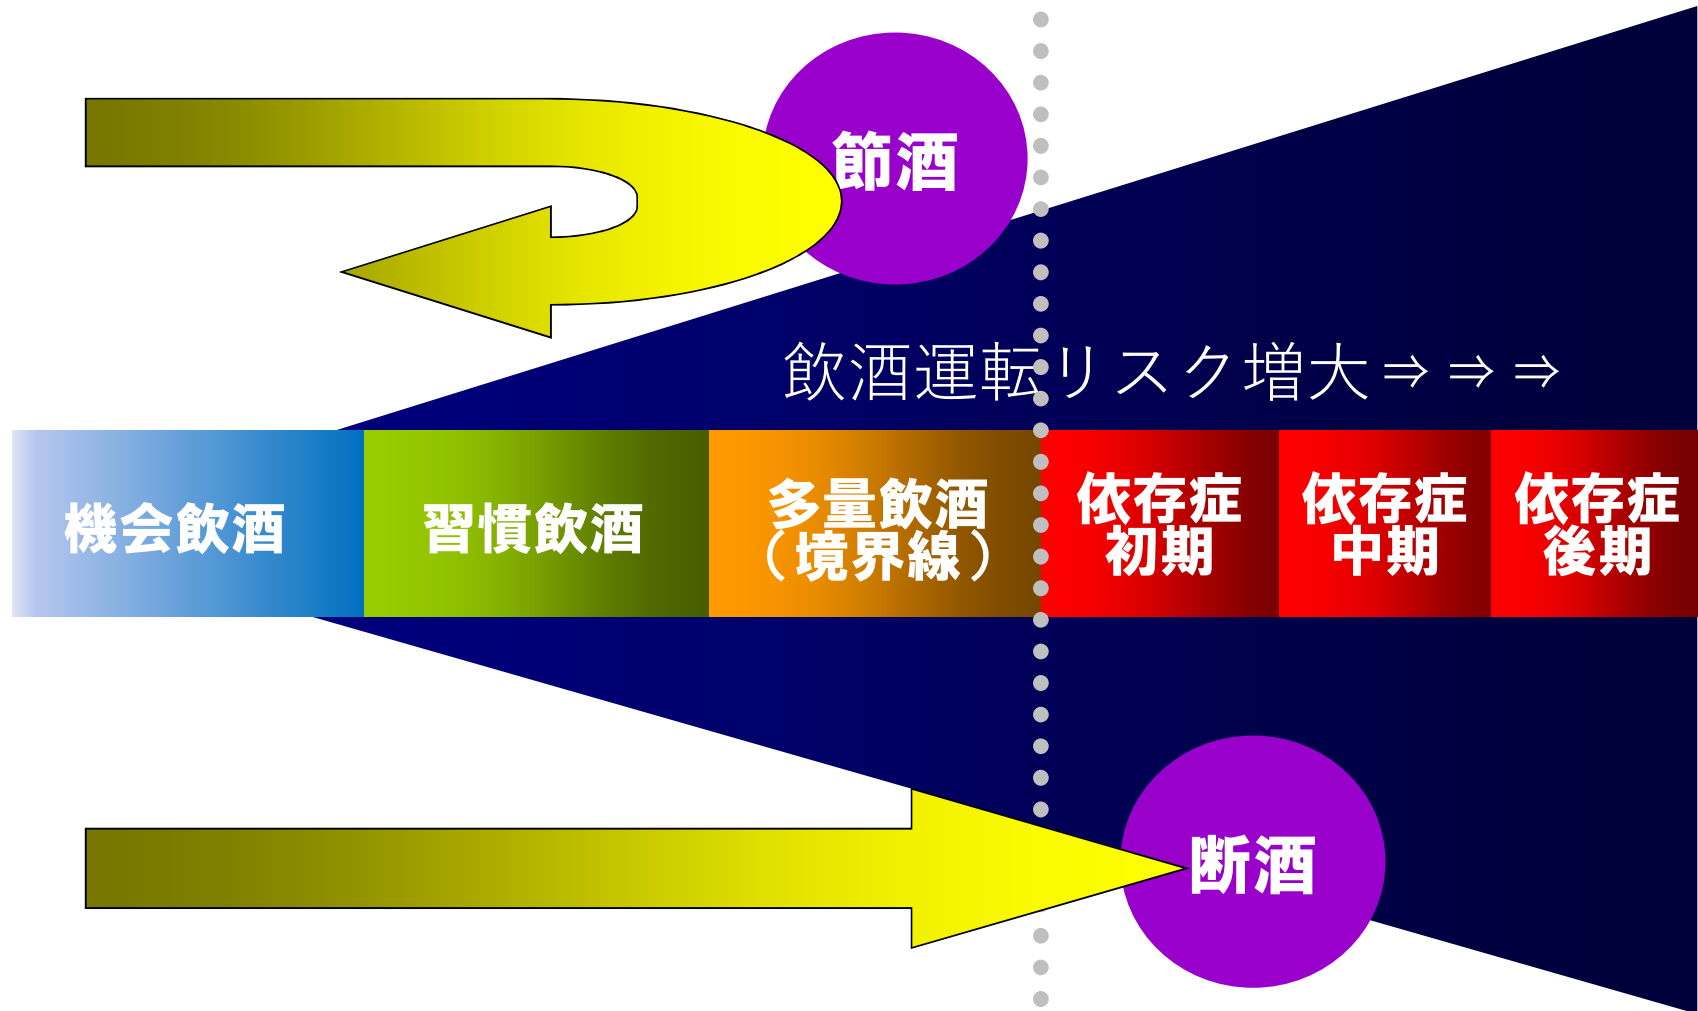 節酒
飲酒運転リスク増大⇒⇒⇒
機会飲酒
習慣飲酒
多量飲酒
（境界線）
依存症
初期
依存症
中期
依存症
後期
断酒